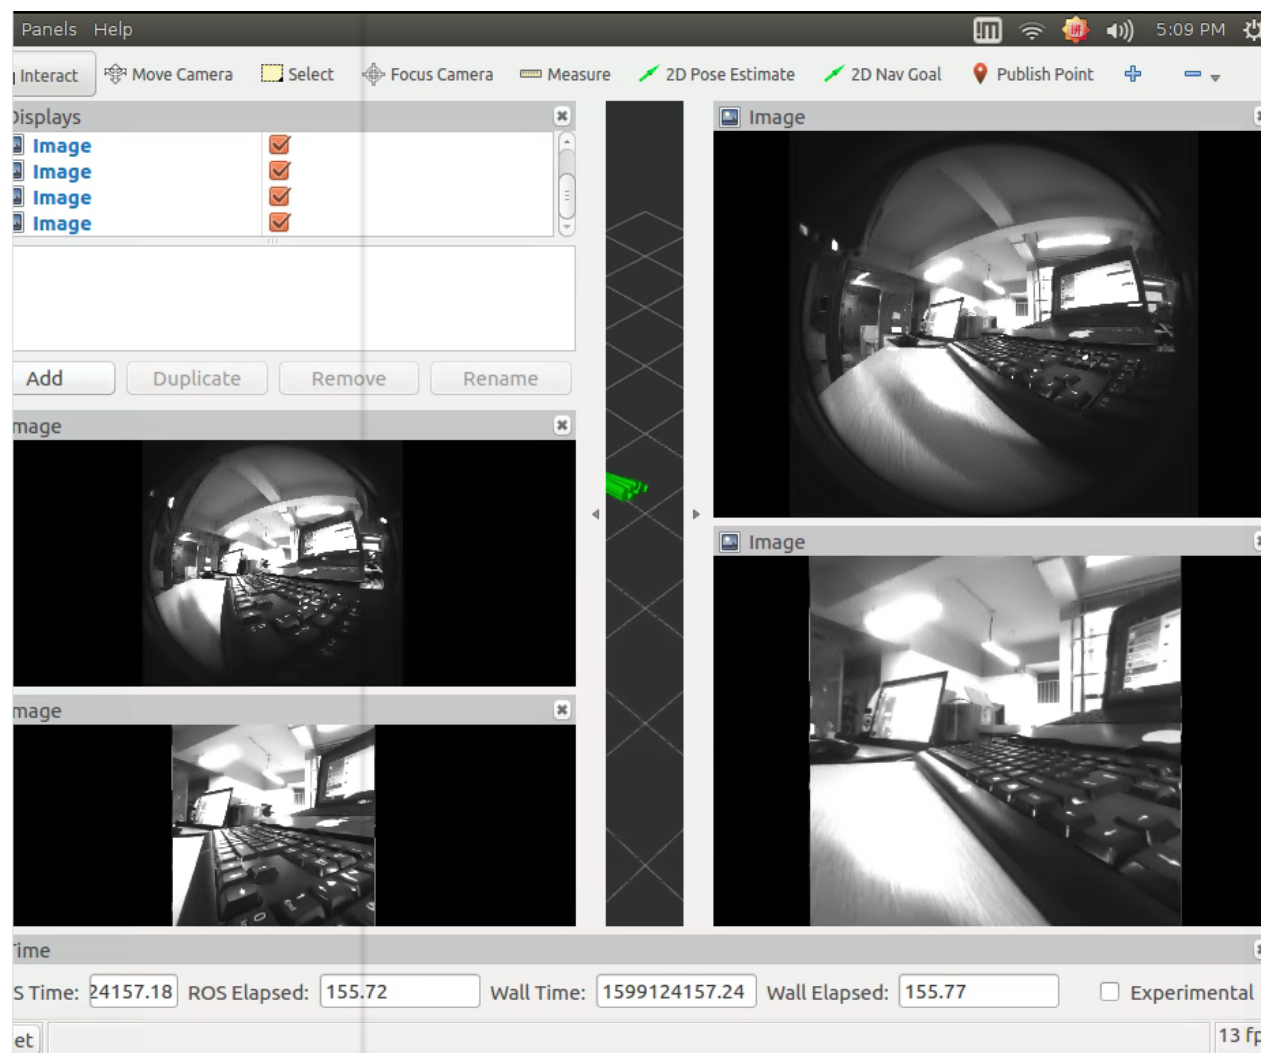 Panels Help 5:09 PM
Interact Move Camera Select Focus Camera Measure 2D Pose Estimate 2D Nav Goal Publish Point
Displays
Image
Image
Image
Image
Add Duplicate Remove Rename
mage
mage
Image
Image
Time
S Time: 24157.18 ROS Elapsed: 155.72 Wall Time: 1599124157.24 Wall Elapsed: 155.77 Experimental
et 13 fp